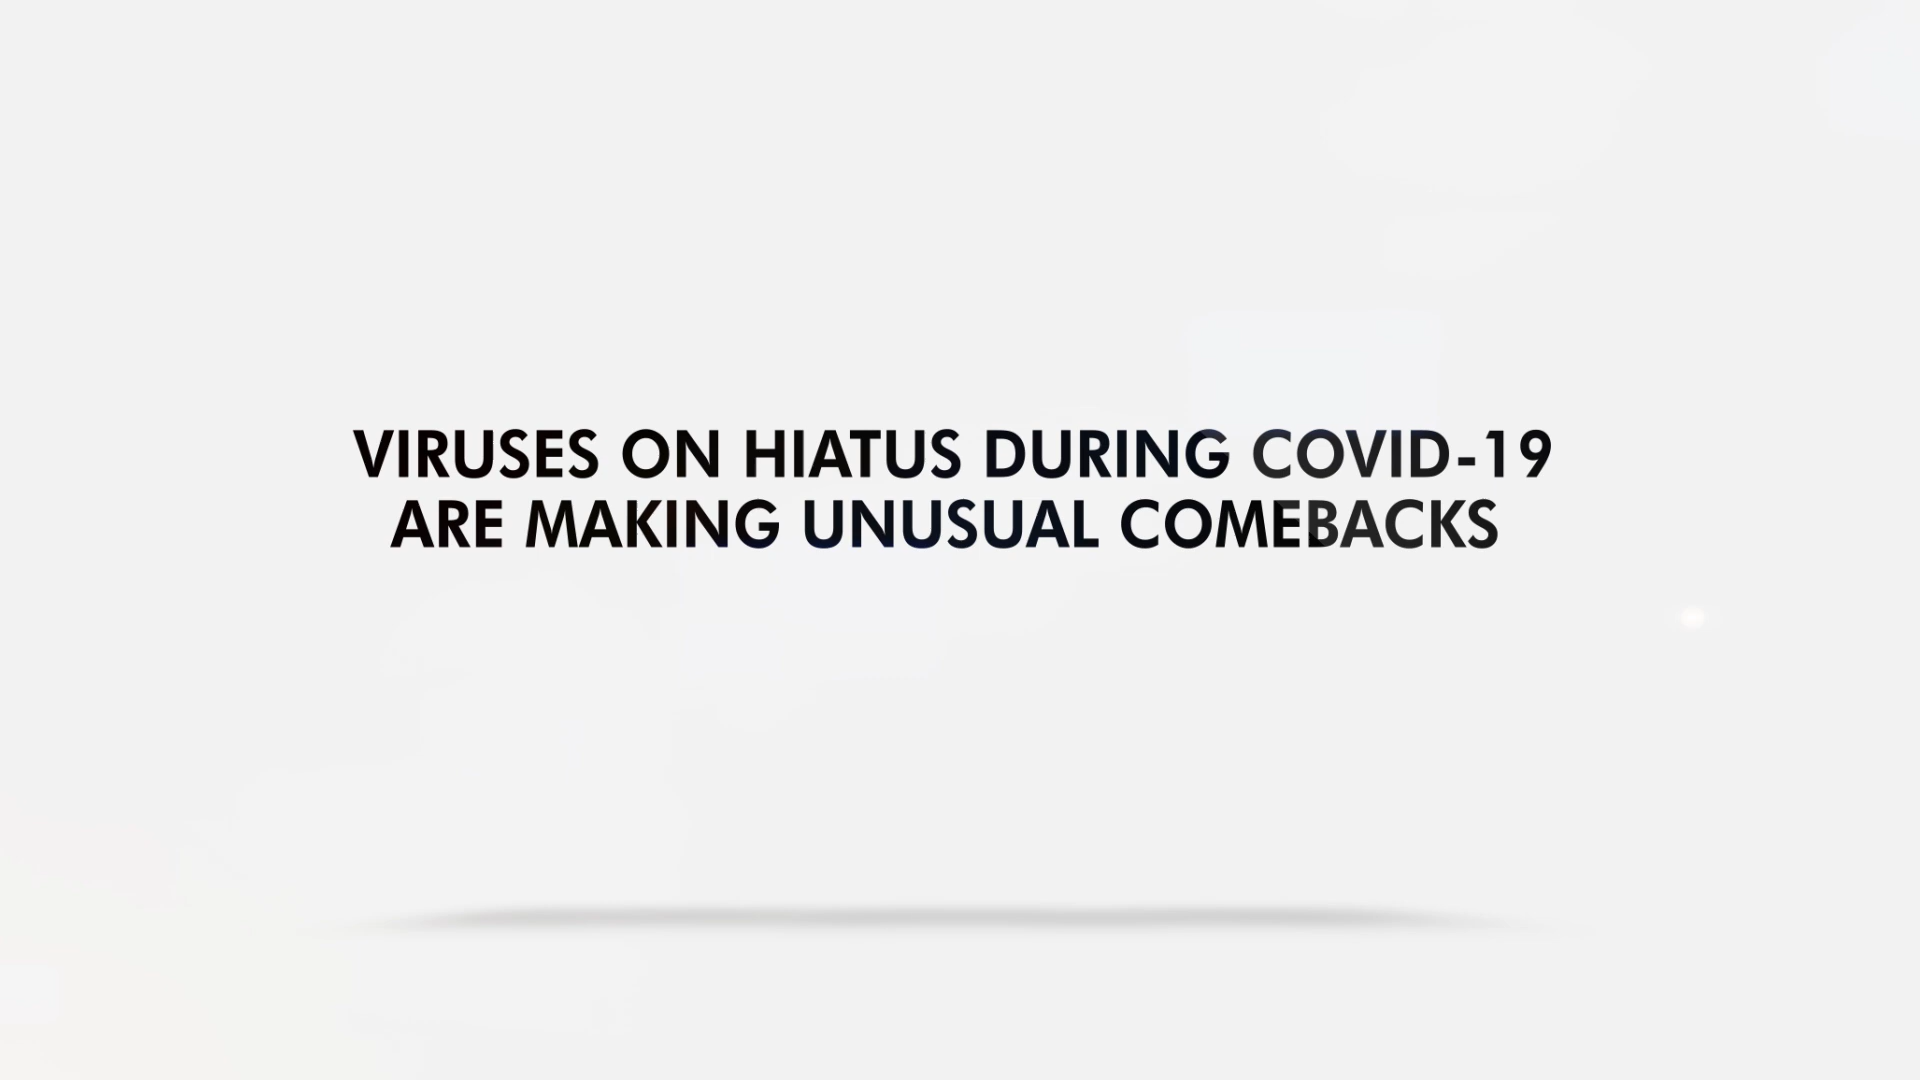 VIRUSES ON HIATUS DURING COVID-19
ARE MAKING UNUSUAL COMEBACKS